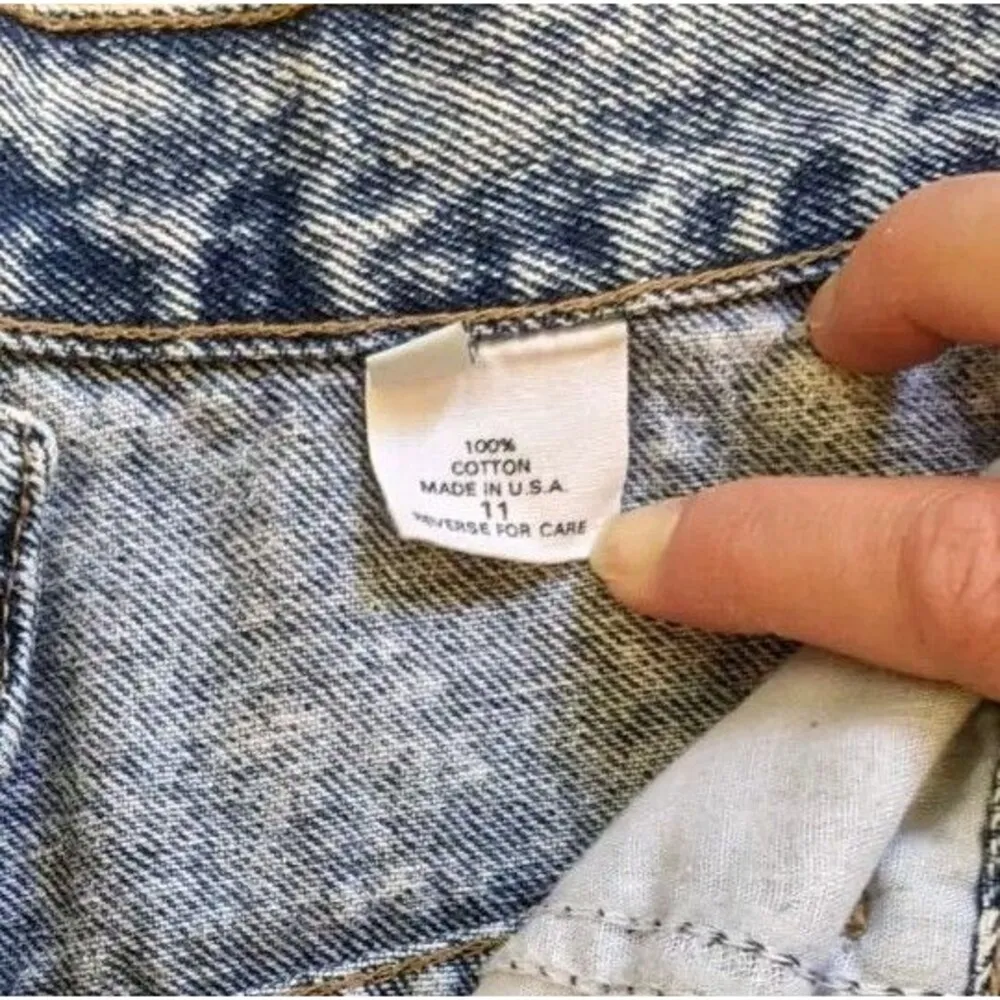 100%
COTTON
MADE IN U.S.A.
11
REVERSE FOR CARE